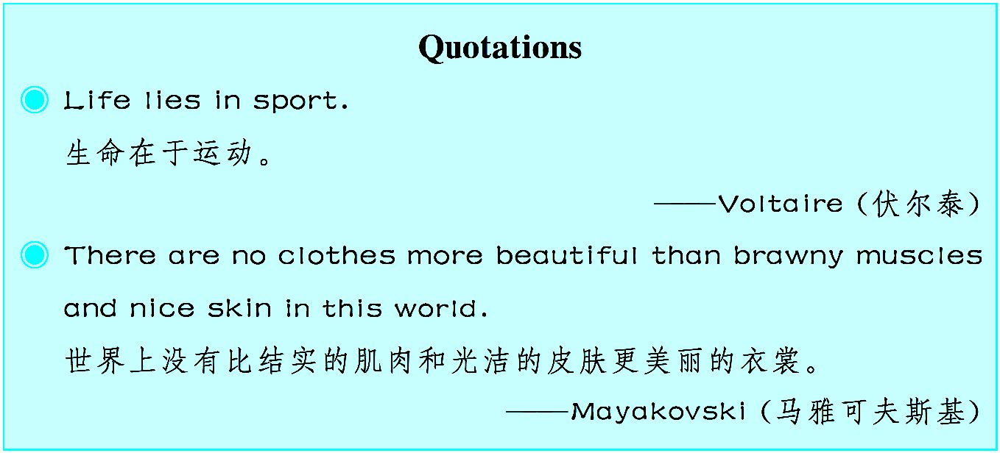 Quotations
Life lies in sport.
生命在于运动。
——Voltaire (伏尔泰)
There are no clothes more beautiful than brawny muscles
and nice skin in this world.
世界上没有比结实的肌肉和光洁的皮肤更美丽的衣裳。
——Mayakovski (马雅可夫斯基)